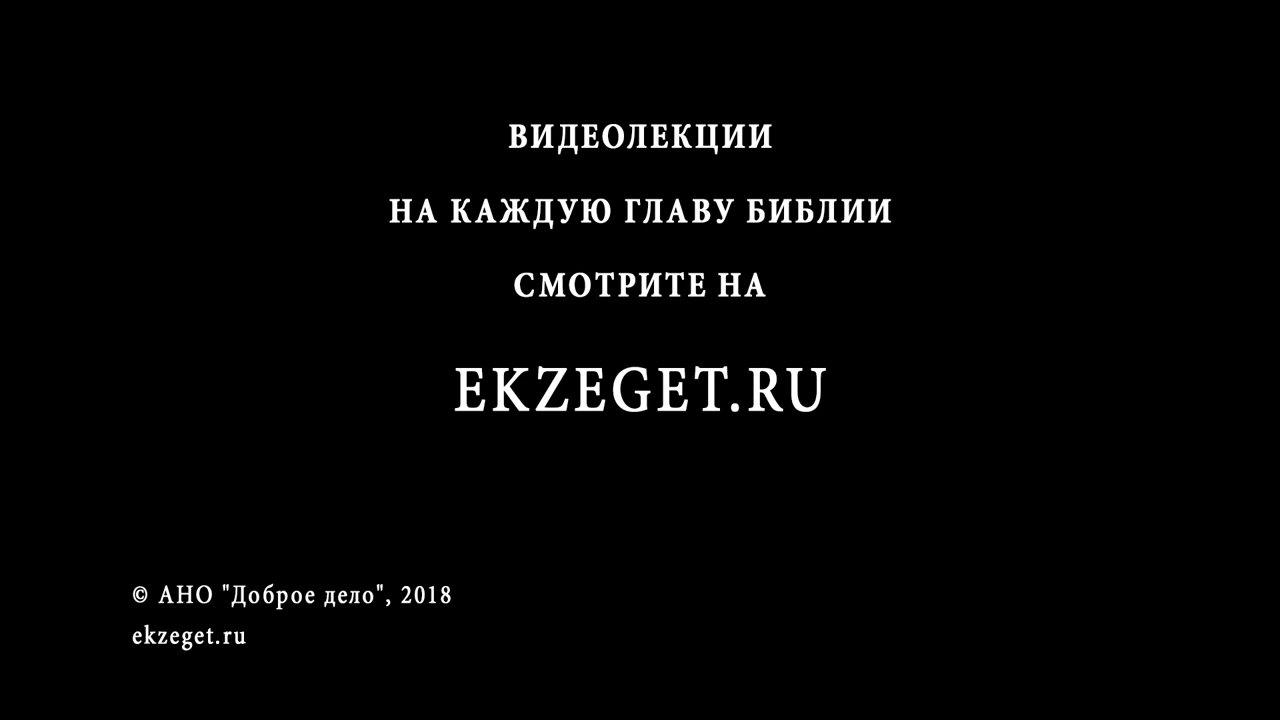 ВИДЕОЛЕКЦИИ
НА КАЖДУЮ ГЛАВУ БИБЛИИ
СМОТРИТЕ НА
EKZEGET.RU
© АНО "Доброе дело", 2018
ekzeget.ru